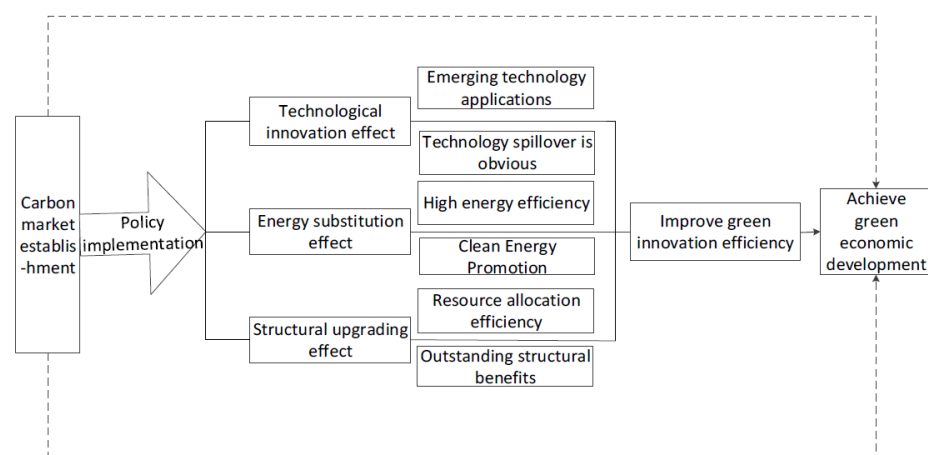 Carbon
market
establis
-hment
Policy
implementation
Technological
innovation effect
Energy substitution
effect
Structural upgrading
effect
Emerging technology
applications
Technology spillover is
obvious
High energy efficiency
Clean Energy
Promotion
Resource allocation
efficiency
Outstanding structural
benefits
Improve green
innovation efficiency
Achieve
green
economic
development